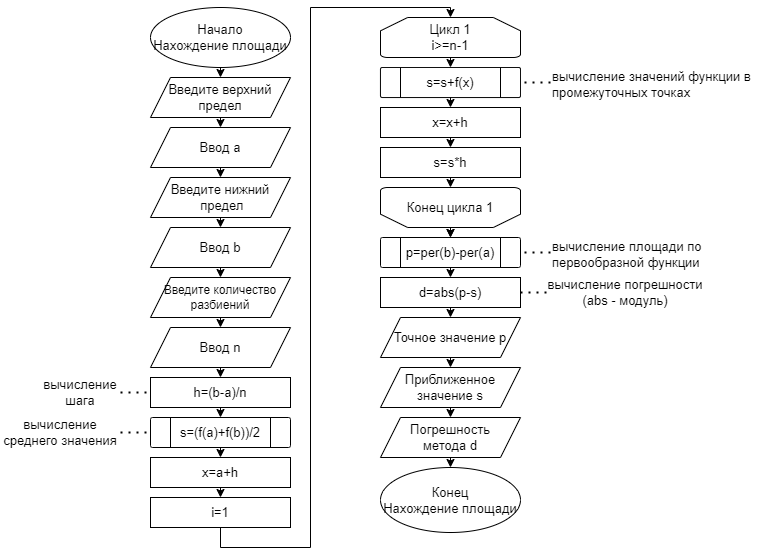 Начало
Нахождение площади
Введите верхний
предел
Ввод a
Введите нижний
предел
Ввод b
Введите количество
разбиений
Ввод n
вычисление
шага
h=(b-a)/n
вычисление
среднего значения
s=(f(a)+f(b))/2
x=a+h
i=1
Цикл 1
i>=n-1
s=s+f(x)
вычисление значений функции в
промежуточных точках
x=x+h
s=s*h
Конец цикла 1
p=per(b)-per(a)
вычисление площади по
первообразной функции
d=abs(p-s)
вычисление погрешности
(abs - модуль)
Точное значение p
Приближенное
значение s
Погрешность
метода d
Конец
Нахождение площади